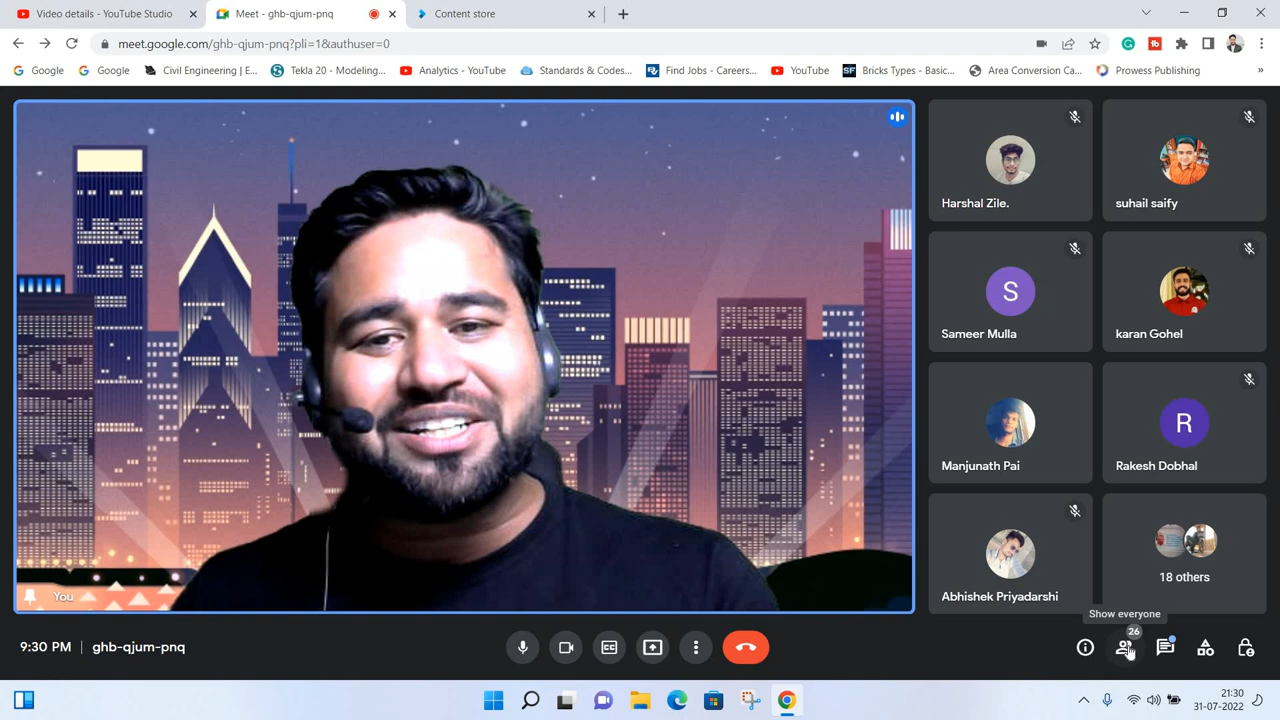 Video details - YouTube Studio
Meet - ghb-qjum-pnq
Content store
meet.google.com/ghb-qjum-pnq?pli=1&authuser=0
Google
Google
Civil Engineering | E...
Tekla 20 - Modeling...
Analytics - YouTube
Standards & Codes...
Find Jobs - Careers...
YouTube
SF
Bricks Types - Basic...
Area Conversion Ca...
Prowess Publishing
»
Harshal Zile.
suhail saify
S
Sameer Mulla
karan Gohel
Manjunath Pai
R
Rakesh Dobhal
Abhishek Priyadarshi
18 others
You
Show everyone
26
9:30 PM | ghb-qjum-pnq
CC
21:30
31-07-2022